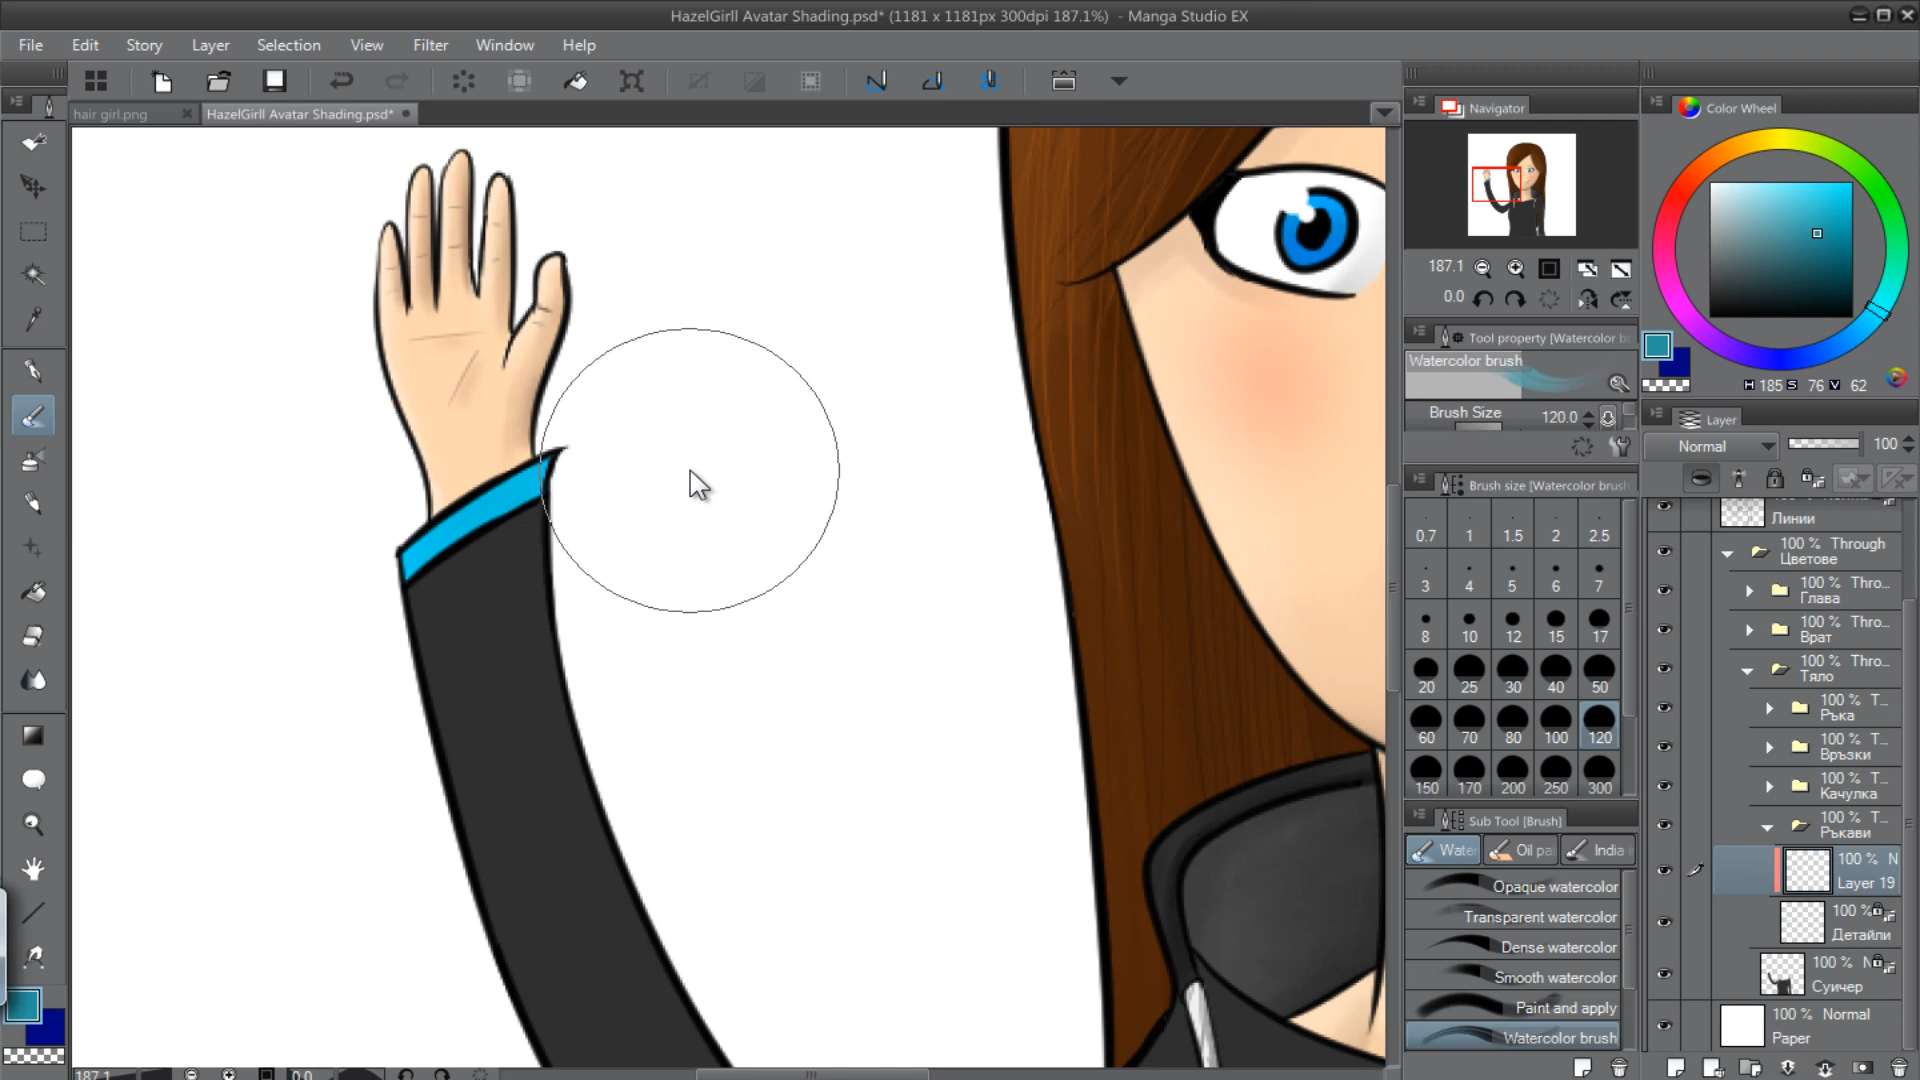 HazelGirll Avatar Shading.psd* (1181 x 1181px 300dpi 187.1%)  - Manga Studio EX
File Edit Story Layer Selection View Filter Window Help
hair girl.png
HazelGirll Avatar Shading.psd*
Navigator
187.1
0.0
Tool property [Watercolor br
Watercolor brush
Brush Size 120.0
Brush size [Watercolor brush
0.7 1 1.5 2 2.5
3 4 5 6 7
8 10 12 15 17
20 25 30 40 50
60 70 80 100 120
150 170 200 250 300
Sub Tool [Brush]
Water Oil pa India i
Opaque watercolor
Transparent watercolor
Dense watercolor
Smooth watercolor
Paint and apply
Watercolor brush
Color Wheel
H 185 S 76 V 62
Layer
Normal 100
Линии
100 % Through
Цветове
100 % Thro...
Глава
100 % Thro...
Врат
100 % Thro...
Тяло
100 % T...
Ръка
100 % T...
Връзки
100 % T...
Качулка
100 % T...
Ръкави
100 % N
Layer 19
100 %
Детайли
100 % N
Суичер
100 % Normal
Paper
187.1 0.0